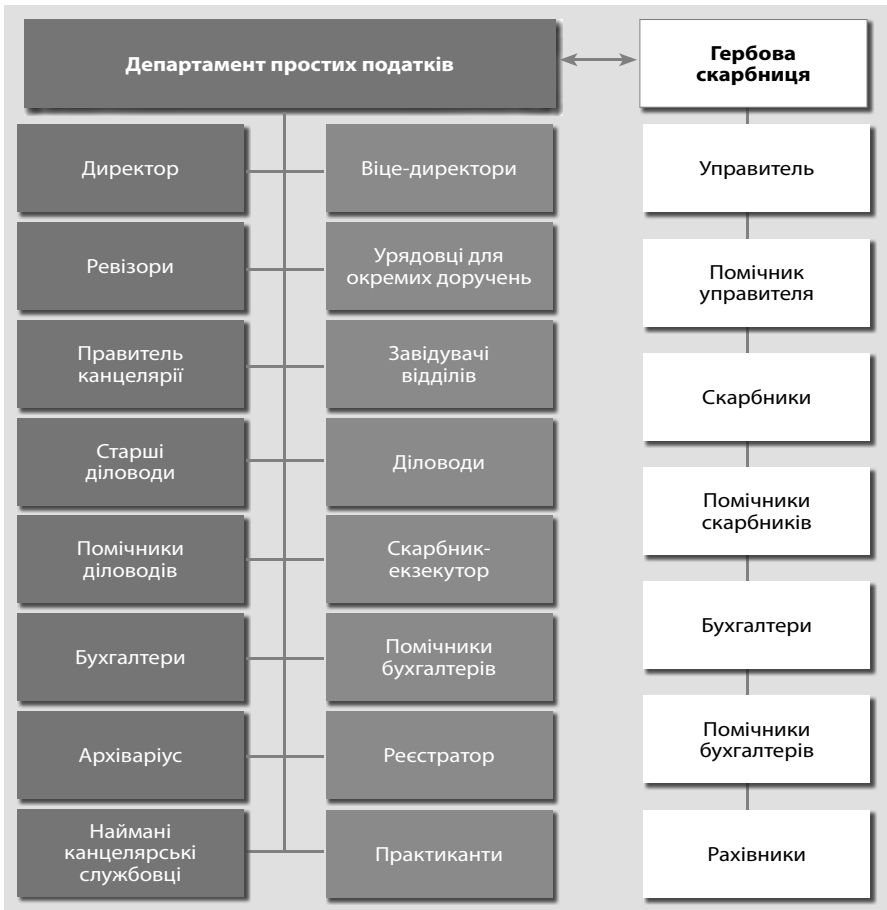 Департамент простих податків
Гербова
скарбниця
Директор
Віце-директори
Управитель
Ревізори
Урядовці для
окремих доручень
Помічник
управителя
Правитель
канцелярії
Завідувачі
відділів
Скарбники
Старші
діловоди
Діловоди
Помічники
скарбників
Помічники
діловодів
Скарбник-
екзекутор
Бухгалтери
Бухгалтери
Помічники
бухгалтерів
Помічники
бухгалтерів
Архіваріус
Реєстратор
Наймані
канцелярські
службовці
Практиканти
Рахівники